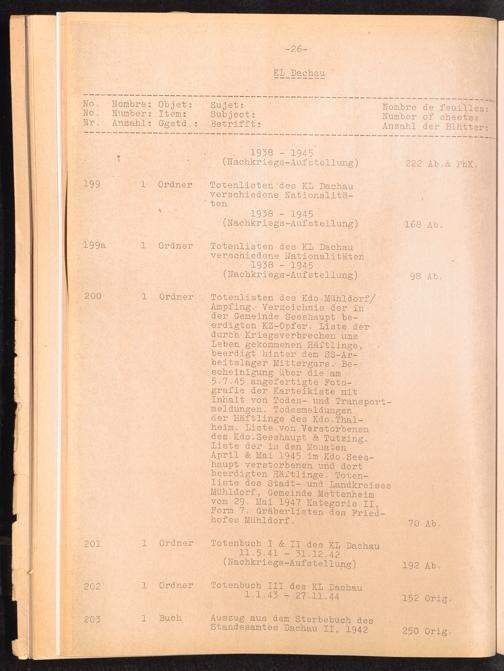 -26-
KL Dachau
No. Nombre: Objet: Sujet: Nombre de feuilles:
No. Number: Item: Subject: Number of sheets:
Nr. Anzahl: Ggstd.: Betrifft: Anzahl der Blätter:
1938 - 1945
(Nachkriegs-Aufstellung) 222 Ab.& PhK.
199 1 Ordner Totenlisten des KL Dachau
verschiedene Nationalitä-
ten
1938 - 1945
(Nachkriegs-Aufstellung) 168 Ab.
199a 1 Ordner Totenlisten des KL Dachau
verschiedene Nationalitäten
1938 - 1945
(Nachkriegs-Aufstellung) 98 Ab.
200 1 Ordner Totenlisten des Kdo.Mühldorf/
Ampfing. Verzeichnis der in
der Gemeinde Seeshaupt be-
erdigten KZ-Opfer. Liste der
durch Kriegsverbrechen ums
Leben gekommenen Häftlinge,
beerdigt hinter dem SS-Ar-
beitslager Mittergars. Be-
scheinigung über die am
5.7.45 angefertigte Foto-
grafie der Karteikiste mit
Inhalt von Todes- und Transport-
meldungen. Todesmeldungen
der Häftlinge des Kdo.Thal-
heim. Liste von Verstorbenen
des Kdo.Seeshaupt & Tutzing.
Liste der in den Monaten
April & Mai 1945 im Kdo.Sees-
haupt verstorbenen und dort
beerdigten Häftlinge. Toten-
liste des Stadt- und Landkreises
Mühldorf, Gemeinde Mettenheim
vom 29. Mai 1947 Kategorie II,
Form 7. Gräberlisten des Fried-
hofes Mühldorf. 70 Ab.
201 1 Ordner Totenbuch I & II des KL Dachau
11.5.41 - 31.12.42
(Nachkriegs-Aufstellung) 192 Ab.
202 1 Ordner Totenbuch III des KL Dachau
1.1.43 - 27.11.44 152 Orig.
203 1 Buch Auszug aus dem Sterbebuch des
Standesamtes Dachau II, 1942 250 Orig.